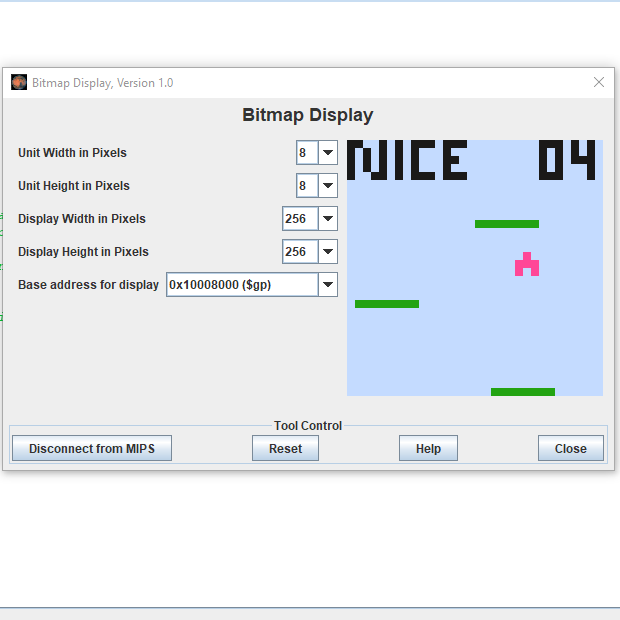 Bitmap Display, Version 1.0
Bitmap Display
Unit Width in Pixels 8
Unit Height in Pixels 8
Display Width in Pixels 256
Display Height in Pixels 256
Base address for display 0x10008000 ($gp)
NICE 04
Tool Control
Disconnect from MIPS Reset Help Close